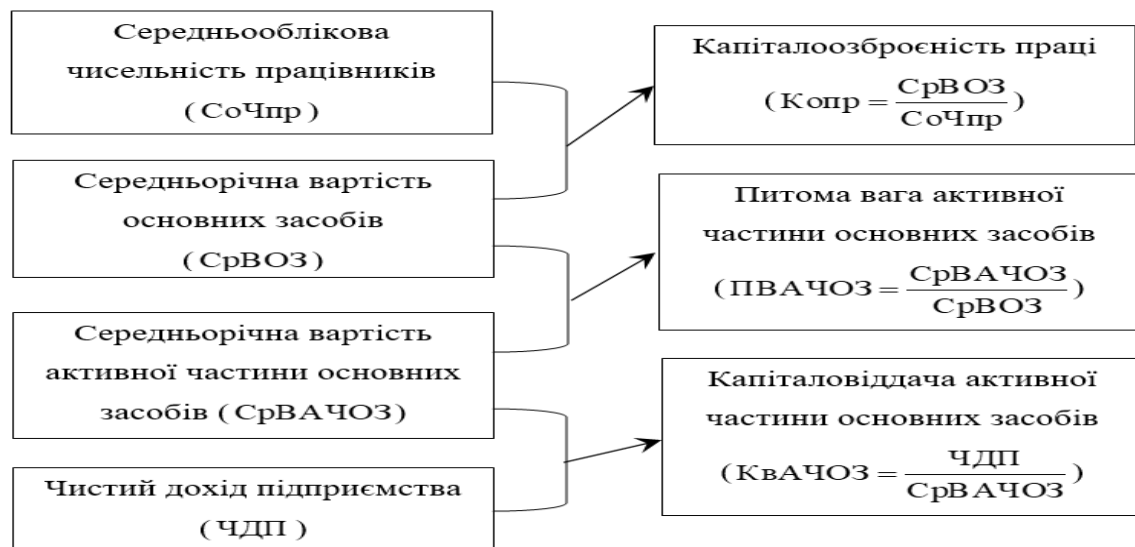 Середньооблікова
чисельність працівників
( СоЧпр )
Середньорічна вартість
основних засобів
( СрВОЗ )
Середньорічна вартість
активної частини основних
засобів ( СрВАЧОЗ )
Чистий дохід підприємства
( ЧДП )
Капіталоозброєність праці
( Копр = СрВОЗ / СоЧпр )
Питома вага активної
частини основних засобів
( ПВАЧОЗ = СрВАЧОЗ / СрВОЗ )
Капіталовіддача активної
частини основних засобів
( КвАЧОЗ = ЧДП / СрВАЧОЗ )